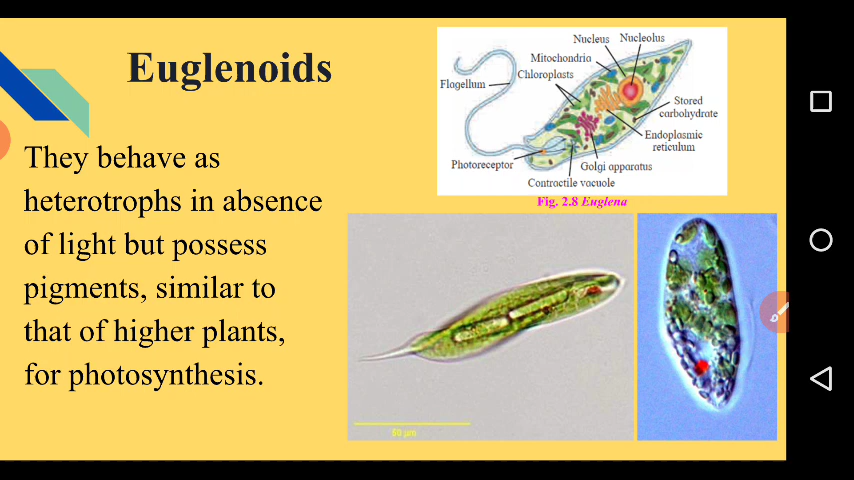 Euglenoids
They behave as
heterotrophs in absence
of light but possess
pigments, similar to
that of higher plants,
for photosynthesis.
Nucleus
Nucleolus
Mitochondria
Chloroplasts
Flagellum
Stored
carbohydrate
Endoplasmic
reticulum
Photoreceptor
Golgi apparatus
Contractile vacuole
Fig. 2.8 Euglena